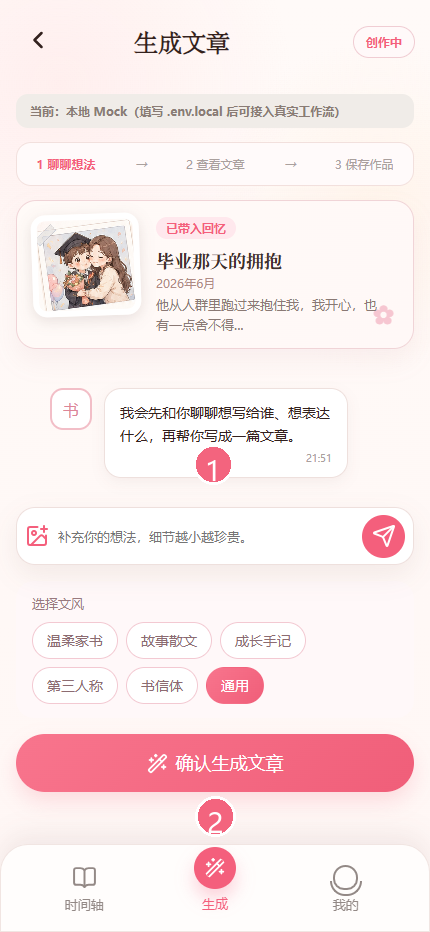 生成文章
创作中
当前：本地 Mock（填写 .env.local 后可接入真实工作流）
1 聊聊想法 → 2 查看文章 → 3 保存作品
已带入回忆
毕业那天的拥抱
2026年6月
他从人群里跑过来抱住我，我开心，也
有一点舍不得...
书
我会先和你聊聊想写给谁、想表达
什么，再帮你写成一篇文章。
21:51
1
补充你的想法，细节越小越珍贵。
选择文风
温柔家书 故事散文 成长手记
第三人称 书信体 通用
确认生成文章
2
时间轴 生成 我的